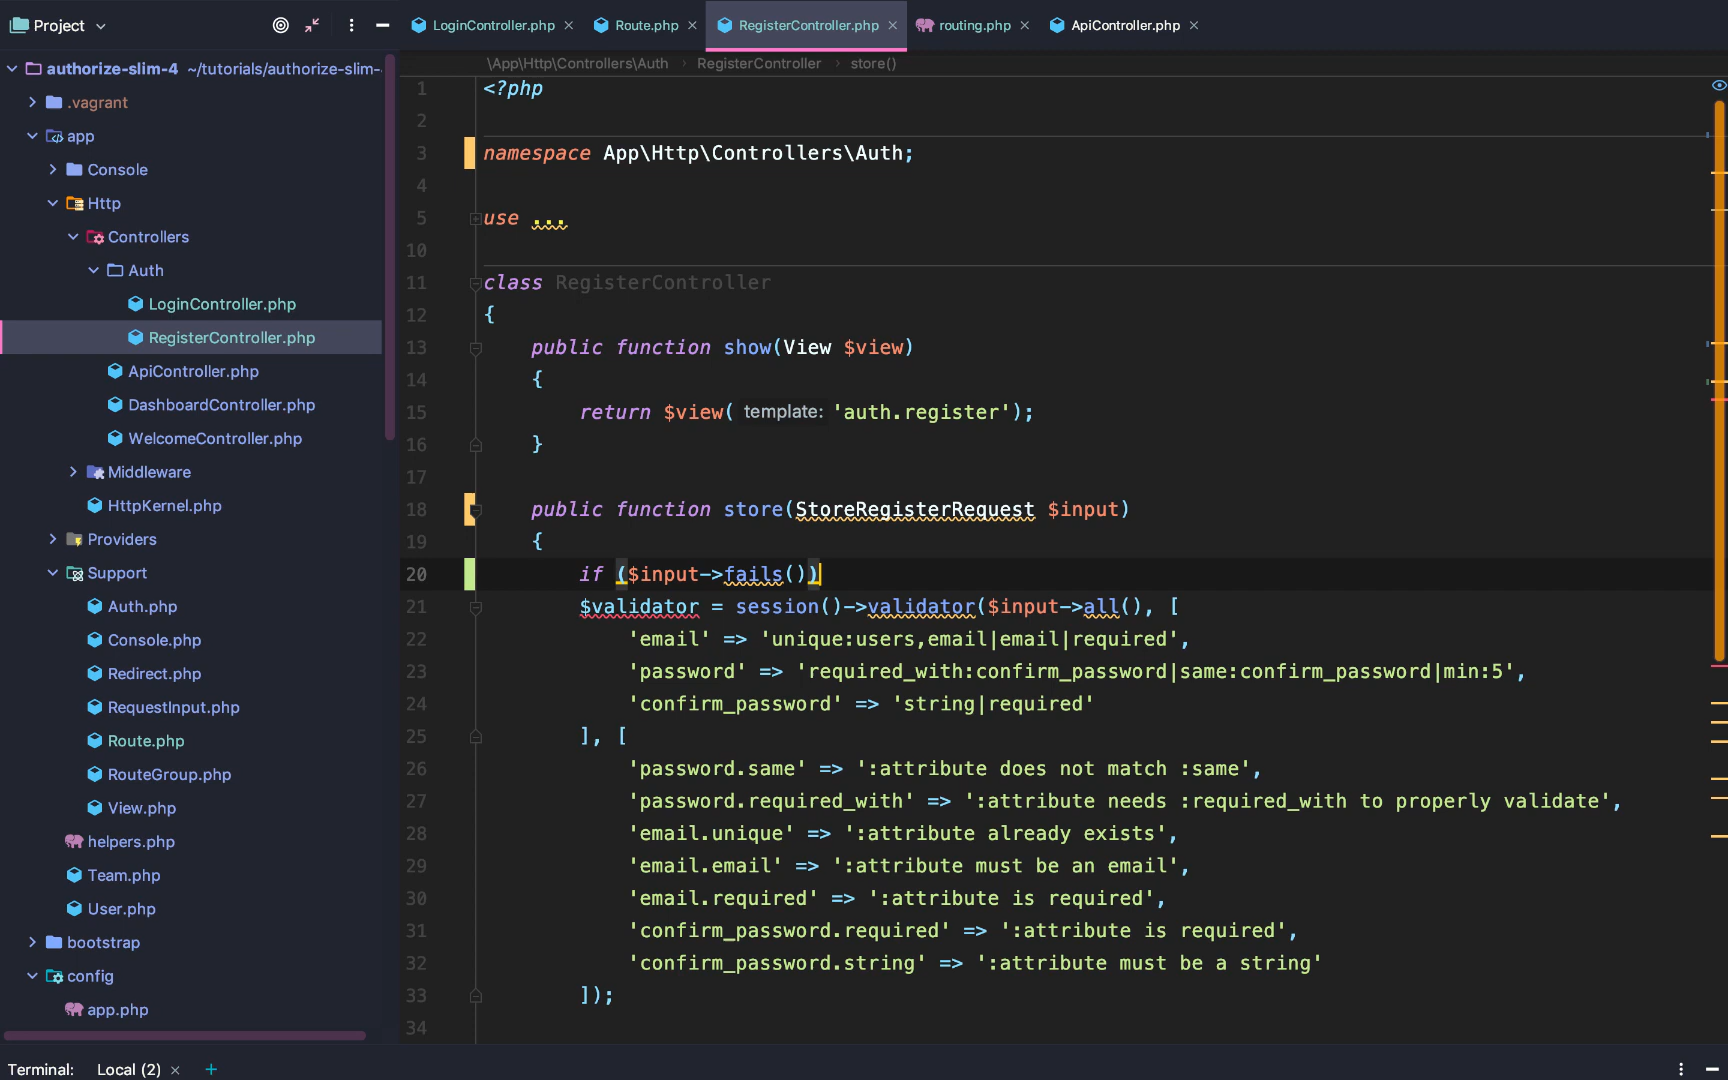 Project
LoginController.php
Route.php
RegisterController.php
routing.php
ApiController.php
authorize-slim-4 ~/tutorials/authorize-slim-
.vagrant
app
Console
Http
Controllers
Auth
LoginController.php
RegisterController.php
ApiController.php
DashboardController.php
WelcomeController.php
Middleware
HttpKernel.php
Providers
Support
Auth.php
Console.php
Redirect.php
RequestInput.php
Route.php
RouteGroup.php
View.php
helpers.php
Team.php
User.php
bootstrap
config
app.php
\App\Http\Controllers\Auth › RegisterController › store()
1 <?php
2
3 namespace App\Http\Controllers\Auth;
4
5 use ...
10
11 class RegisterController
12 {
13 public function show(View $view)
14 {
15 return $view( template: 'auth.register');
16 }
17
18 public function store(StoreRegisterRequest $input)
19 {
20 if ($input->fails())
21 $validator = session()->validator($input->all(), [
22 'email' => 'unique:users,email|email|required',
23 'password' => 'required_with:confirm_password|same:confirm_password|min:5',
24 'confirm_password' => 'string|required'
25 ], [
26 'password.same' => ':attribute does not match :same',
27 'password.required_with' => ':attribute needs :required_with to properly validate',
28 'email.unique' => ':attribute already exists',
29 'email.email' => ':attribute must be an email',
30 'email.required' => ':attribute is required',
31 'confirm_password.required' => ':attribute is required',
32 'confirm_password.string' => ':attribute must be a string'
33 ]);
34
Terminal: Local (2) × +